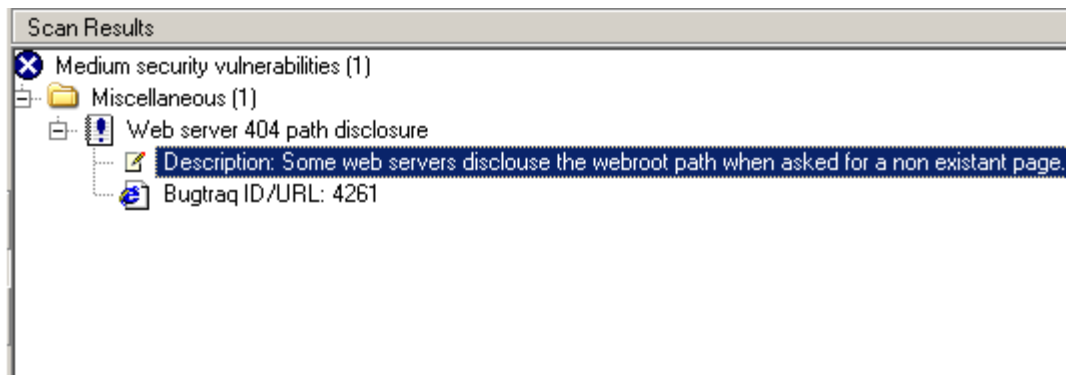 Scan Results
Medium security vulnerabilities (1)
Miscellaneous (1)
Web server 404 path disclosure
Description: Some web servers disclouse the webroot path when asked for a non existant page.
Bugtraq ID/URL: 4261